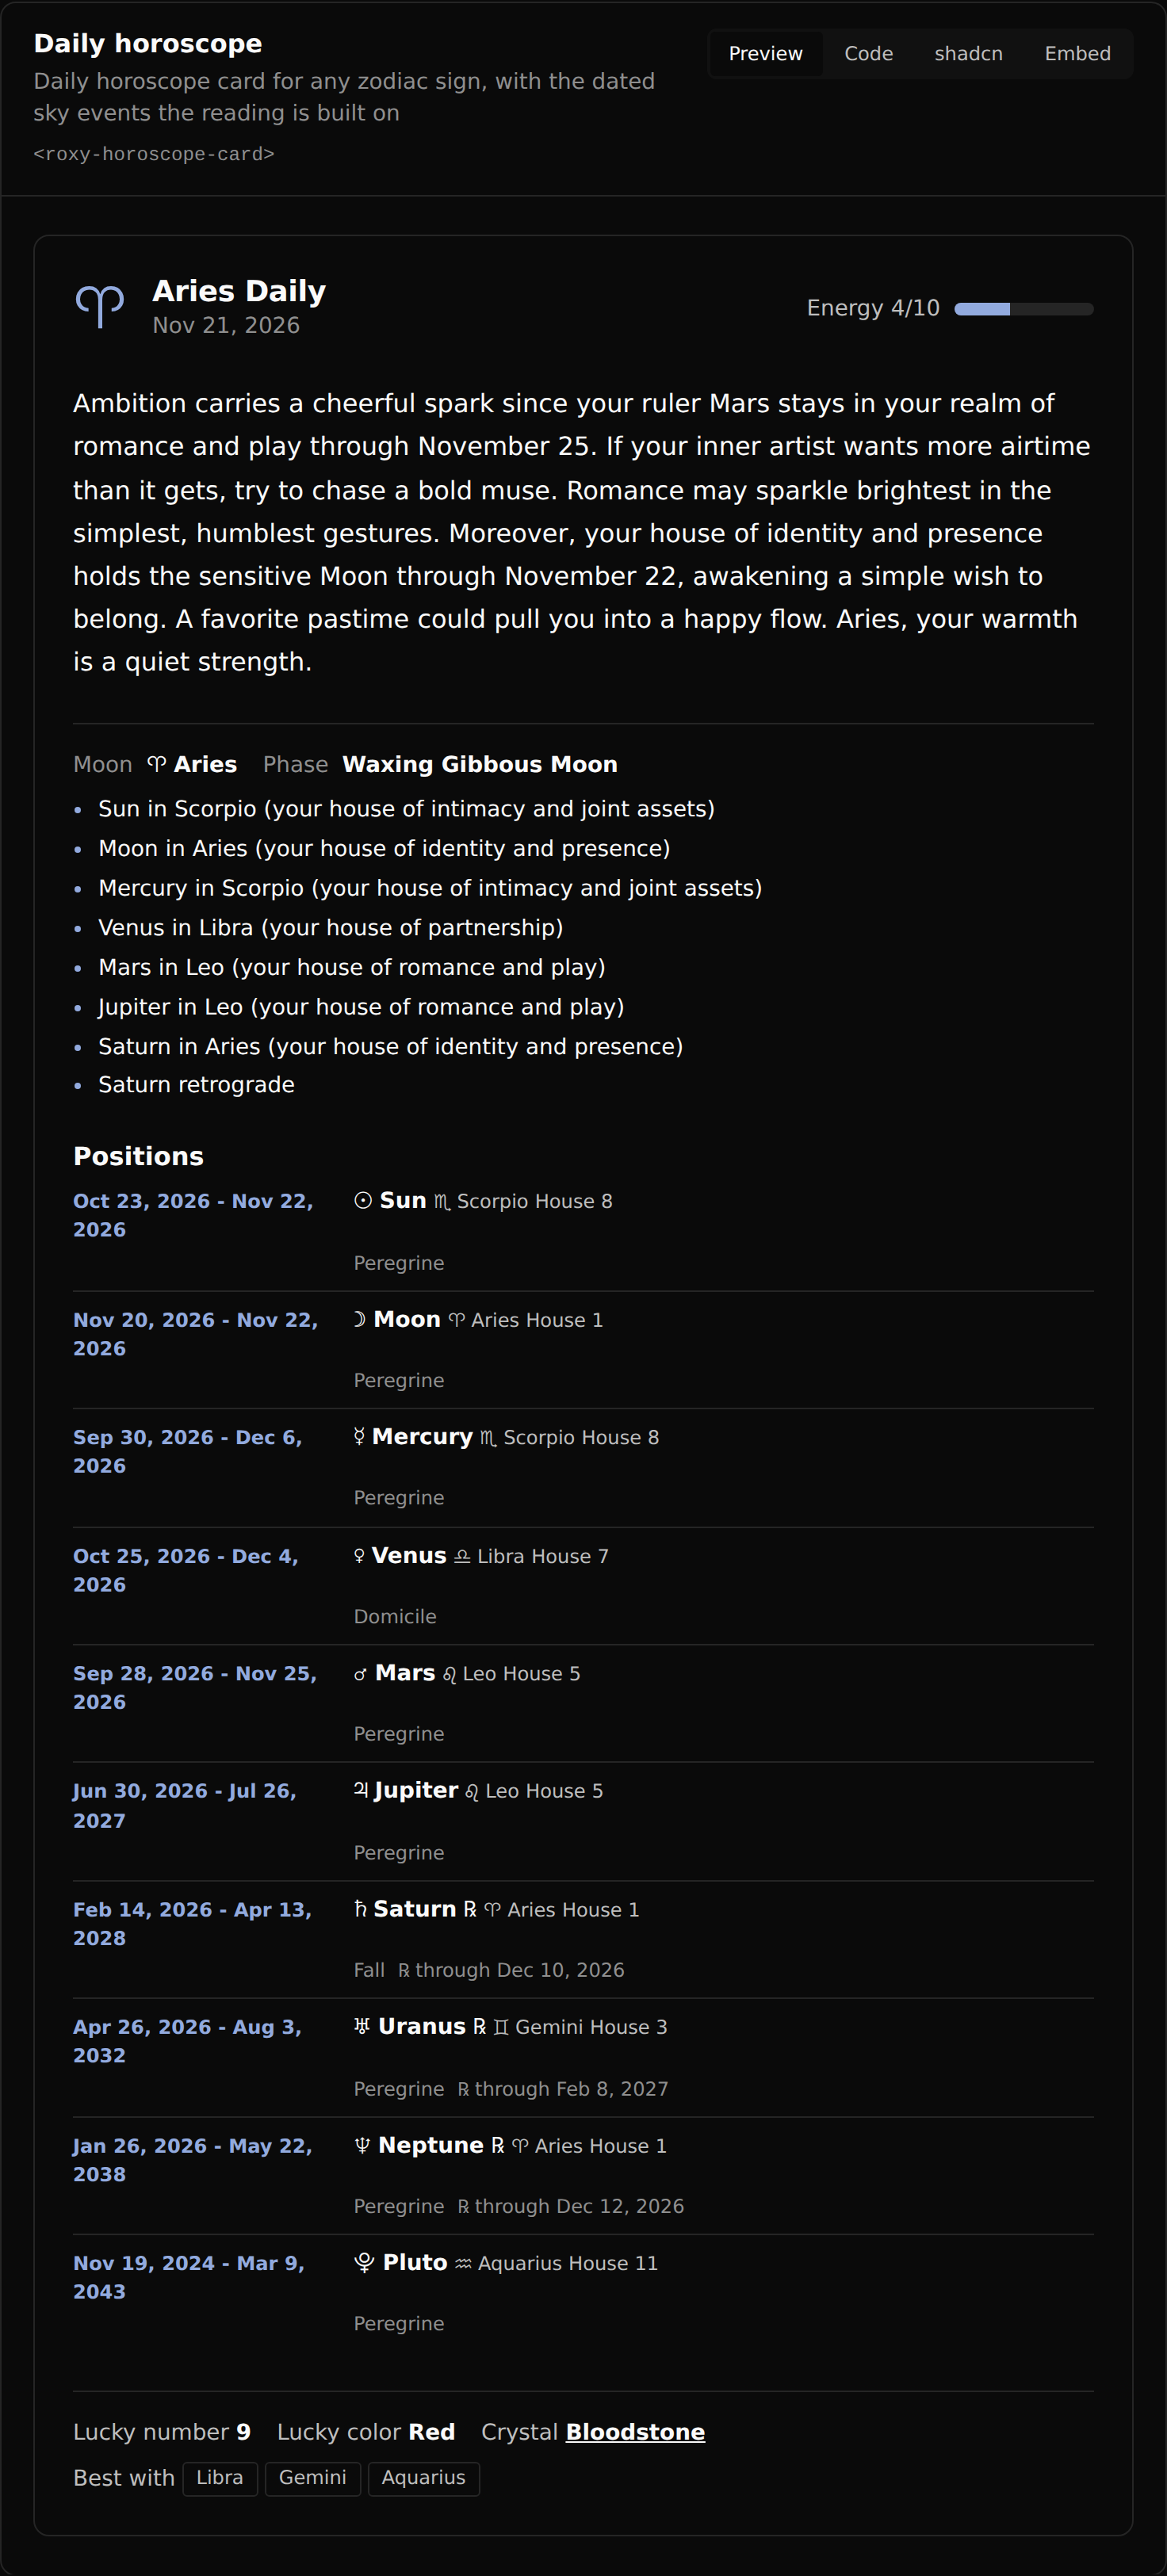 Daily horoscope
Preview Code shadcn Embed
Daily horoscope card for any zodiac sign, with the dated
sky events the reading is built on
<roxy-horoscope-card>
♈ Aries Daily
Nov 21, 2026
Energy 4/10
Ambition carries a cheerful spark since your ruler Mars stays in your realm of
romance and play through November 25. If your inner artist wants more airtime
than it gets, try to chase a bold muse. Romance may sparkle brightest in the
simplest, humblest gestures. Moreover, your house of identity and presence
holds the sensitive Moon through November 22, awakening a simple wish to
belong. A favorite pastime could pull you into a happy flow. Aries, your warmth
is a quiet strength.
Moon ♈ Aries Phase Waxing Gibbous Moon
• Sun in Scorpio (your house of intimacy and joint assets)
• Moon in Aries (your house of identity and presence)
• Mercury in Scorpio (your house of intimacy and joint assets)
• Venus in Libra (your house of partnership)
• Mars in Leo (your house of romance and play)
• Jupiter in Leo (your house of romance and play)
• Saturn in Aries (your house of identity and presence)
• Saturn retrograde
Positions
Oct 23, 2026 - Nov 22,
2026
☉ Sun ♏ Scorpio House 8
Peregrine
Nov 20, 2026 - Nov 22,
2026
☽ Moon ♈ Aries House 1
Peregrine
Sep 30, 2026 - Dec 6,
2026
☿ Mercury ♏ Scorpio House 8
Peregrine
Oct 25, 2026 - Dec 4,
2026
♀ Venus ♎ Libra House 7
Domicile
Sep 28, 2026 - Nov 25,
2026
♂ Mars ♌ Leo House 5
Peregrine
Jun 30, 2026 - Jul 26,
2027
♃ Jupiter ♌ Leo House 5
Peregrine
Feb 14, 2026 - Apr 13,
2028
♄ Saturn ℞ ♈ Aries House 1
Fall ℞ through Dec 10, 2026
Apr 26, 2026 - Aug 3,
2032
♅ Uranus ℞ ♊ Gemini House 3
Peregrine ℞ through Feb 8, 2027
Jan 26, 2026 - May 22,
2038
♆ Neptune ℞ ♈ Aries House 1
Peregrine ℞ through Dec 12, 2026
Nov 19, 2024 - Mar 9,
2043
⯓ Pluto ♒ Aquarius House 11
Peregrine
Lucky number 9 Lucky color Red Crystal Bloodstone
Best with Libra Gemini Aquarius